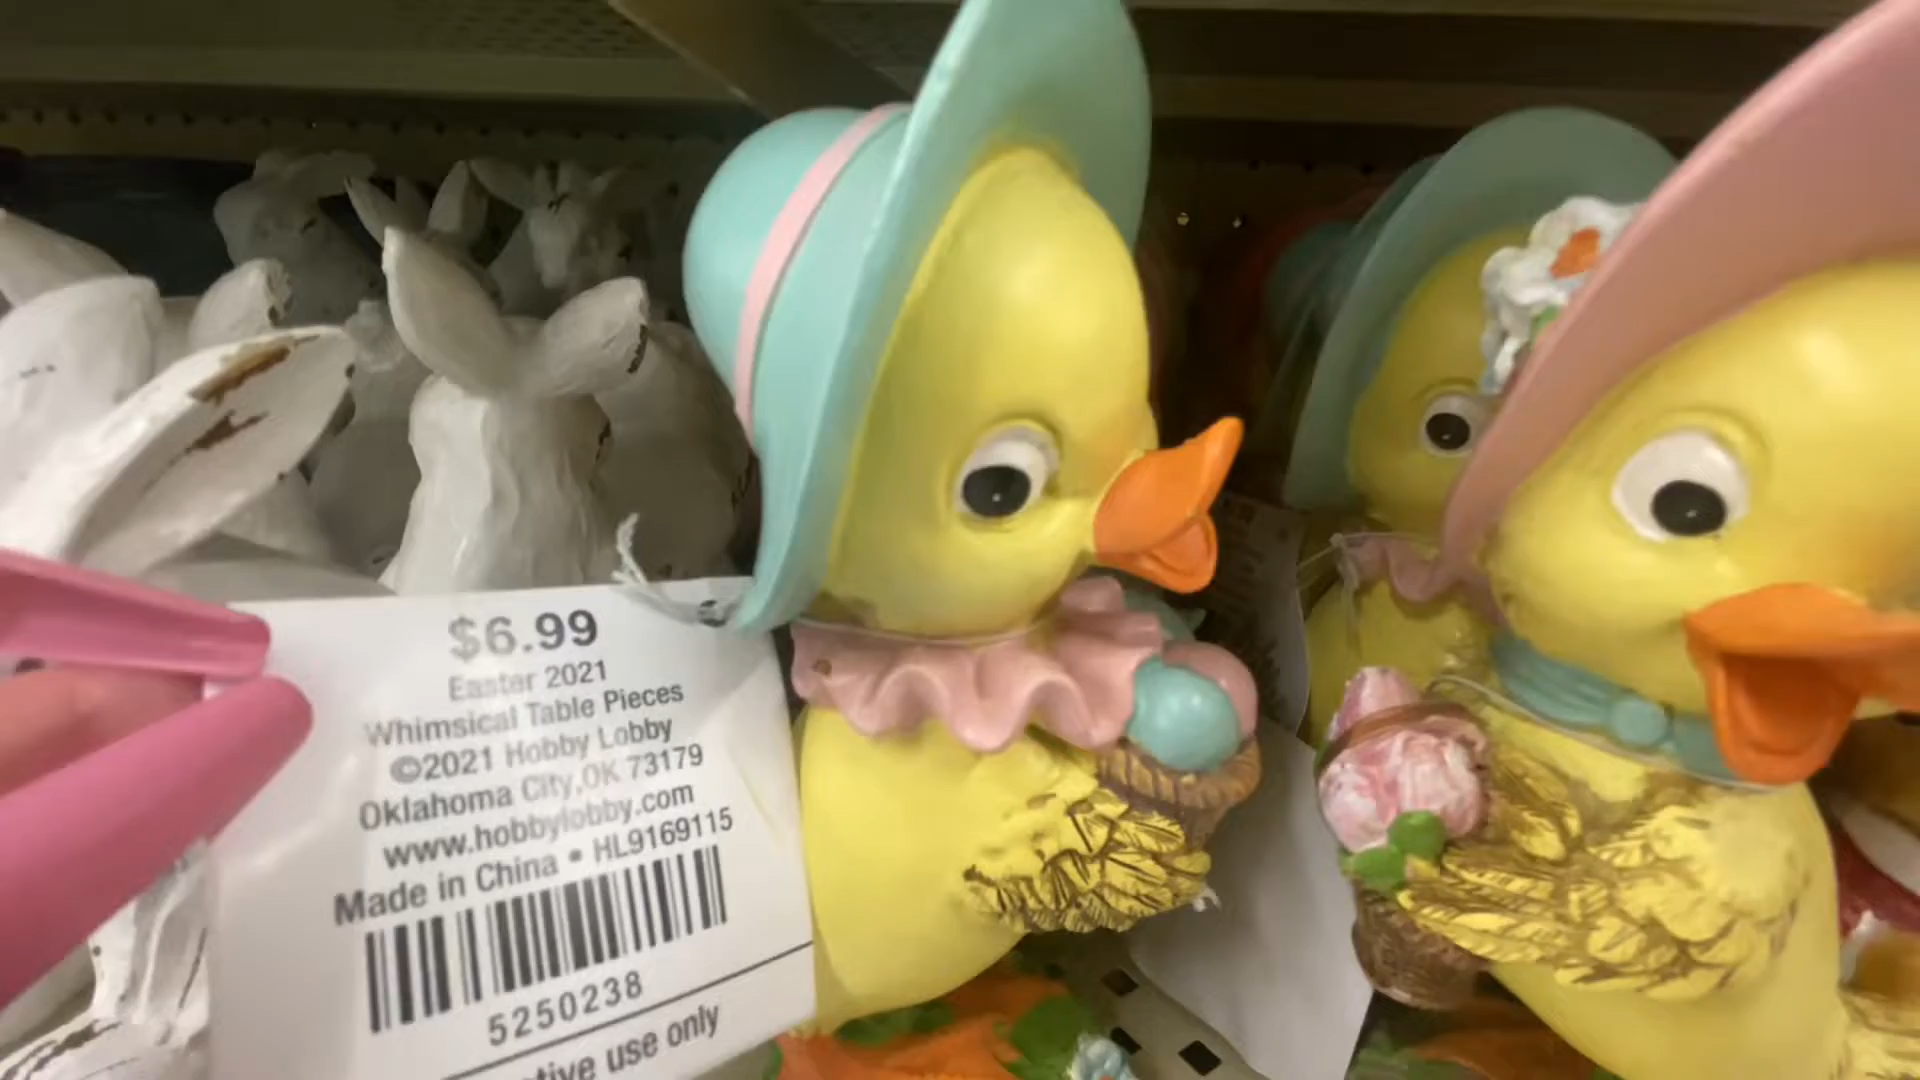 $6.99
Easter 2021
Whimsical Table Pieces
©2021 Hobby Lobby
Oklahoma City,OK 73179
www.hobbylobby.com
Made in China • HL9169115
5250238
use only